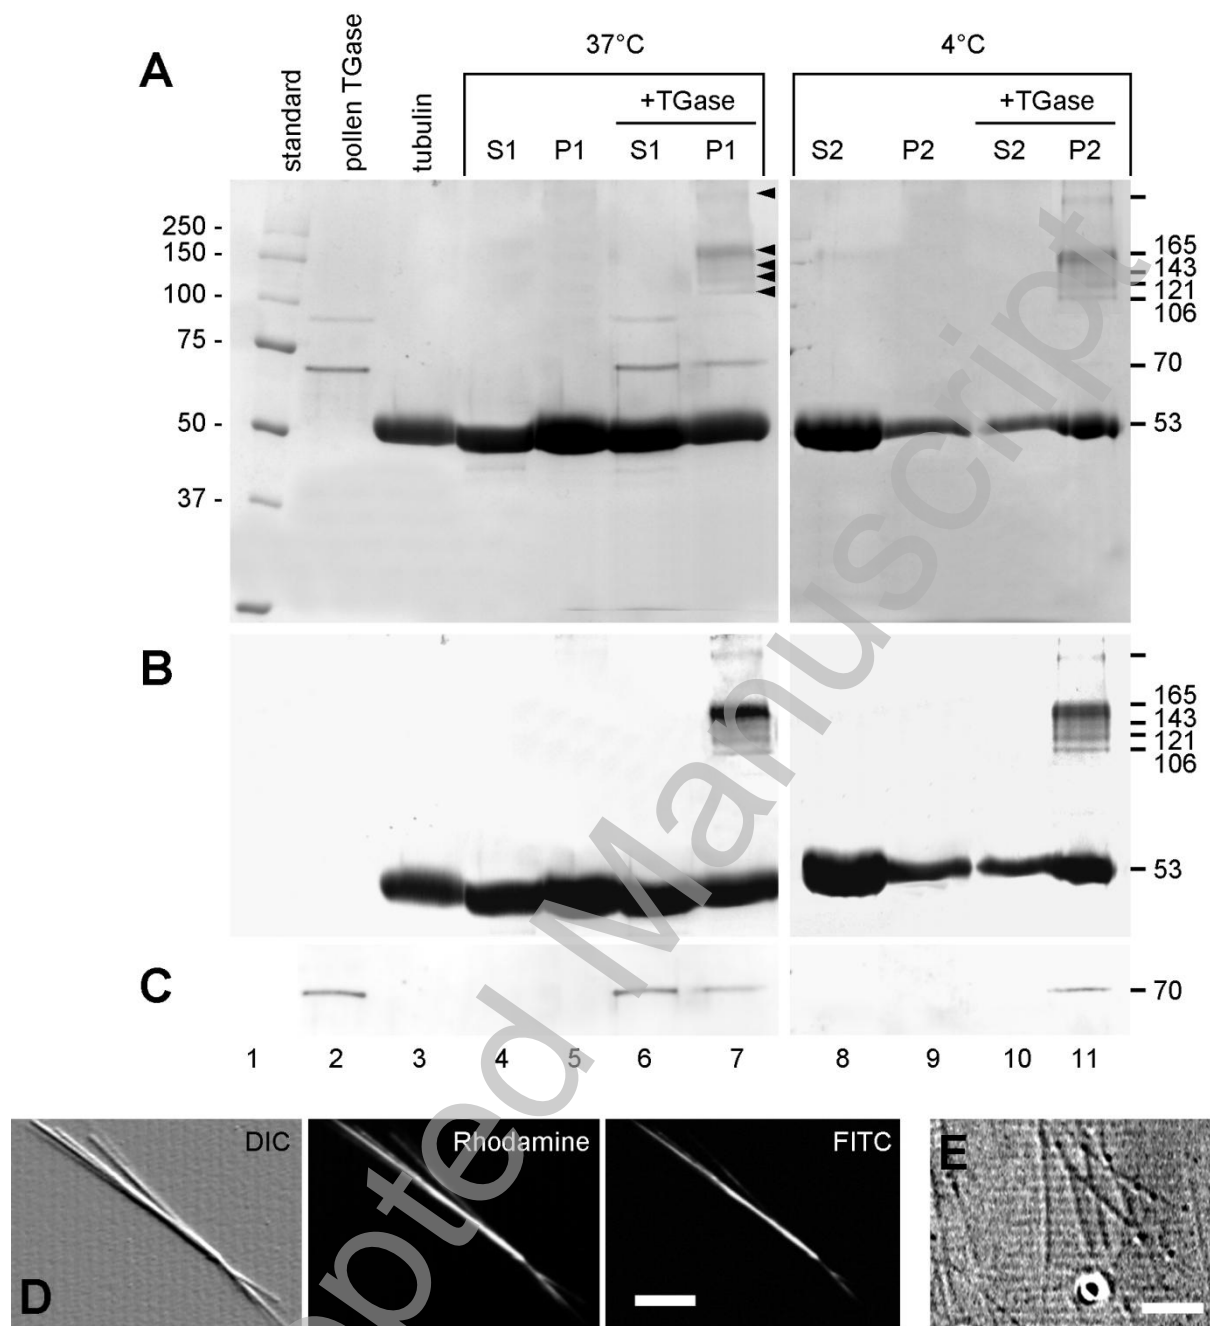 A
37°C
4°C
standard
pollen TGase
tubulin
+TGase
+TGase
S1
P1
S1
P1
S2
P2
S2
P2
250 -
150 -
100 -
75 -
50 -
37 -
165
143
121
106
70
53
B
165
143
121
106
53
C
70
1 2 3 4 5 6 7 8 9 10 11
D
DIC
Rhodamine
FITC
E
pted Manuscript